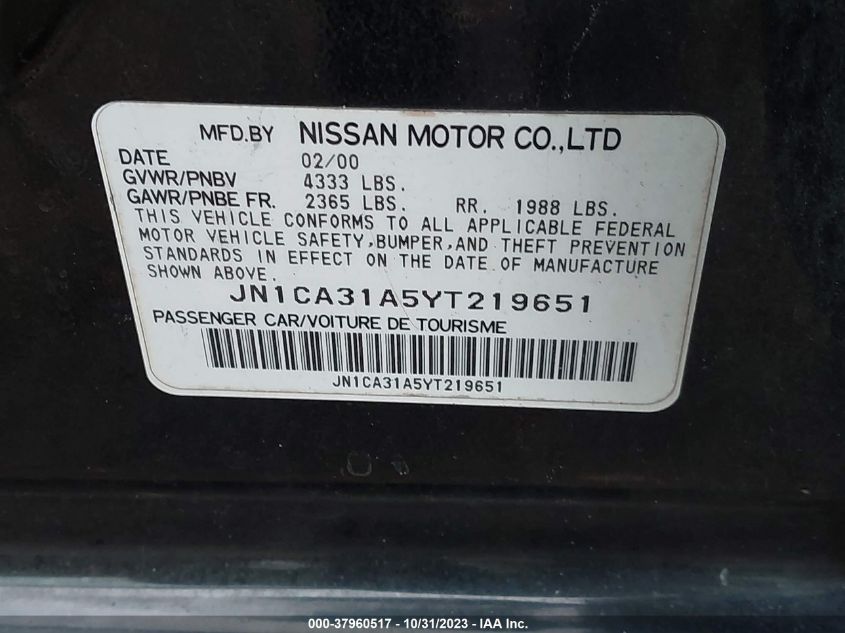 MFD.BY NISSAN MOTOR CO.,LTD
DATE 02/00
GVWR/PNBV 4333 LBS.
GAWR/PNBE FR. 2365 LBS. RR. 1988 LBS.
THIS VEHICLE CONFORMS TO ALL APPLICABLE FEDERAL
MOTOR VEHICLE SAFETY,BUMPER,AND THEFT PREVENTION
STANDARDS IN EFFECT ON THE DATE OF MANUFACTURE
SHOWN ABOVE.
JN1CA31A5YT219651
PASSENGER CAR/VOITURE DE TOURISME
JN1CA31A5YT219651
000-37960517 - 10/31/2023 - IAA Inc.